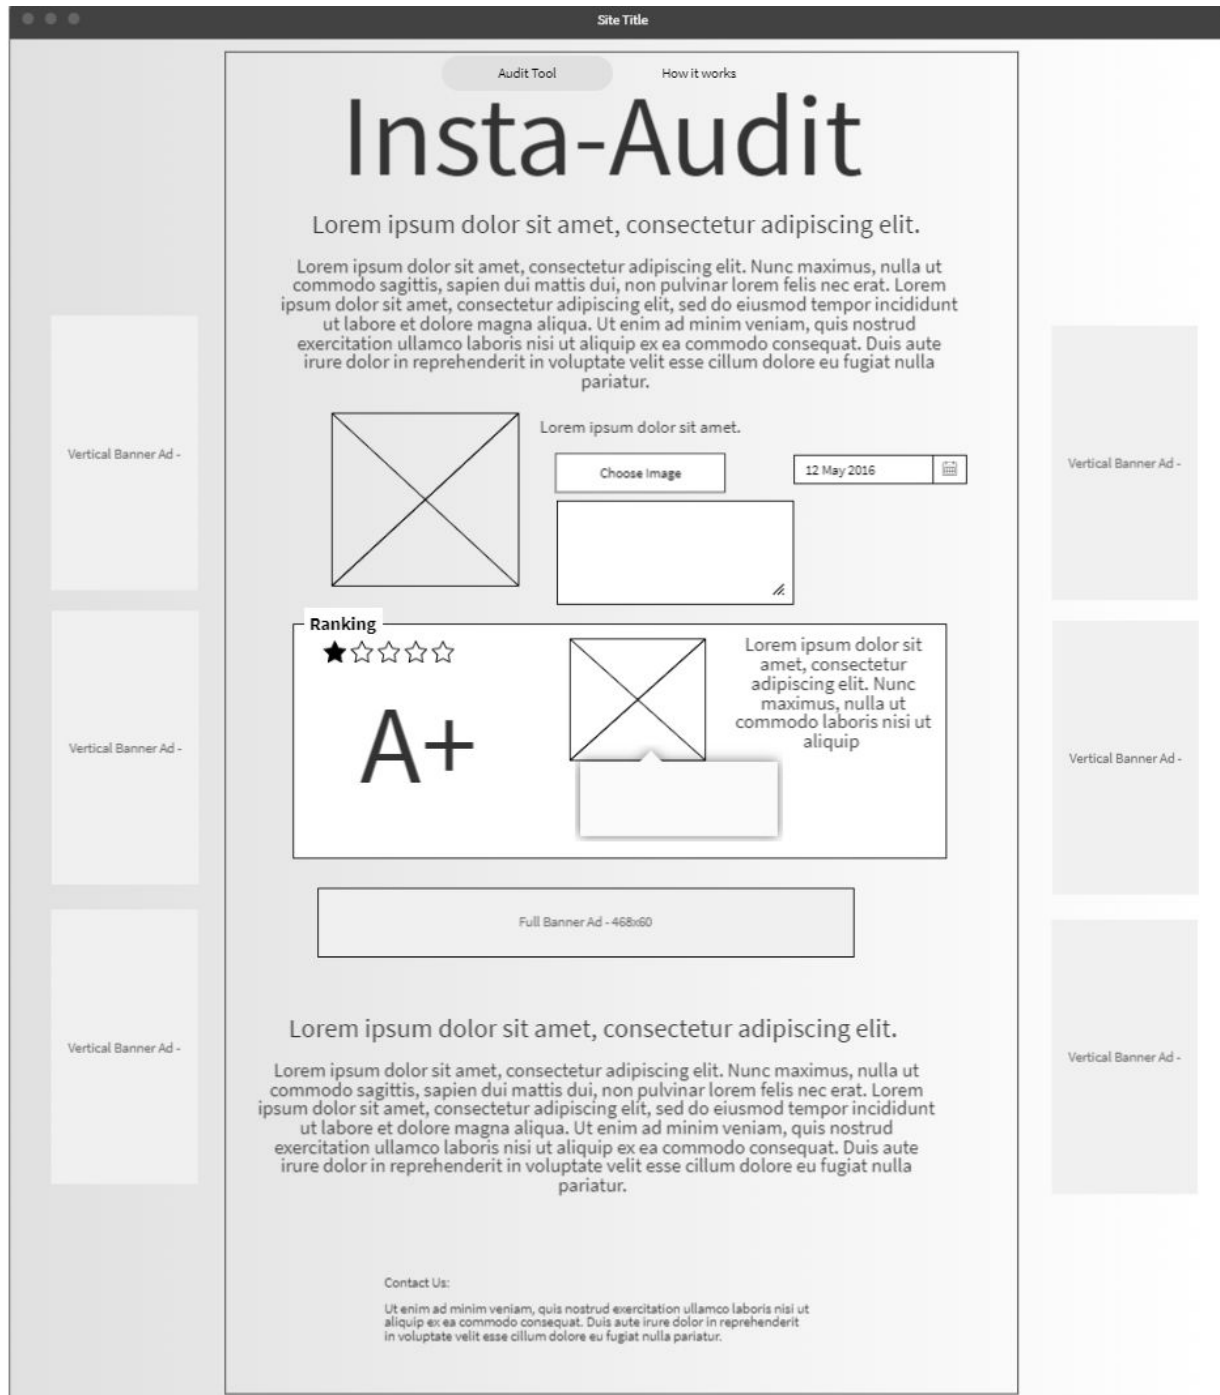 Site Title
Audit Tool
How it works
Insta-Audit
Lorem ipsum dolor sit amet, consectetur adipiscing elit.
Lorem ipsum dolor sit amet, consectetur adipiscing elit. Nunc maximus, nulla ut
commodo sagittis, sapien dui mattis dui, non pulvinar lorem felis nec erat. Lorem
ipsum dolor sit amet, consectetur adipiscing elit, sed do eiusmod tempor incididunt
ut labore et dolore magna aliqua. Ut enim ad minim veniam, quis nostrud
exercitation ullamco laboris nisi ut aliquip ex ea commodo consequat. Duis aute
irure dolor in reprehenderit in voluptate velit esse cillum dolore eu fugiat nulla
pariatur.
Vertical Banner Ad -
Lorem ipsum dolor sit amet.
Choose Image
12 May 2016
Vertical Banner Ad -
Ranking
A+
Lorem ipsum dolor sit
amet, consectetur
adipiscing elit. Nunc
maximus, nulla ut
commodo laboris nisi ut
aliquip
Vertical Banner Ad -
Vertical Banner Ad -
Full Banner Ad - 468x60
Lorem ipsum dolor sit amet, consectetur adipiscing elit.
Lorem ipsum dolor sit amet, consectetur adipiscing elit. Nunc maximus, nulla ut
commodo sagittis, sapien dui mattis dui, non pulvinar lorem felis nec erat. Lorem
ipsum dolor sit amet, consectetur adipiscing elit, sed do eiusmod tempor incididunt
ut labore et dolore magna aliqua. Ut enim ad minim veniam, quis nostrud
exercitation ullamco laboris nisi ut aliquip ex ea commodo consequat. Duis aute
irure dolor in reprehenderit in voluptate velit esse cillum dolore eu fugiat nulla
pariatur.
Vertical Banner Ad -
Vertical Banner Ad -
Contact Us:
Ut enim ad minim veniam, quis nostrud exercitation ullamco laboris nisi ut
aliquip ex ea commodo consequat. Duis aute irure dolor in reprehenderit
in voluptate velit esse cillum dolore eu fugiat nulla pariatur.